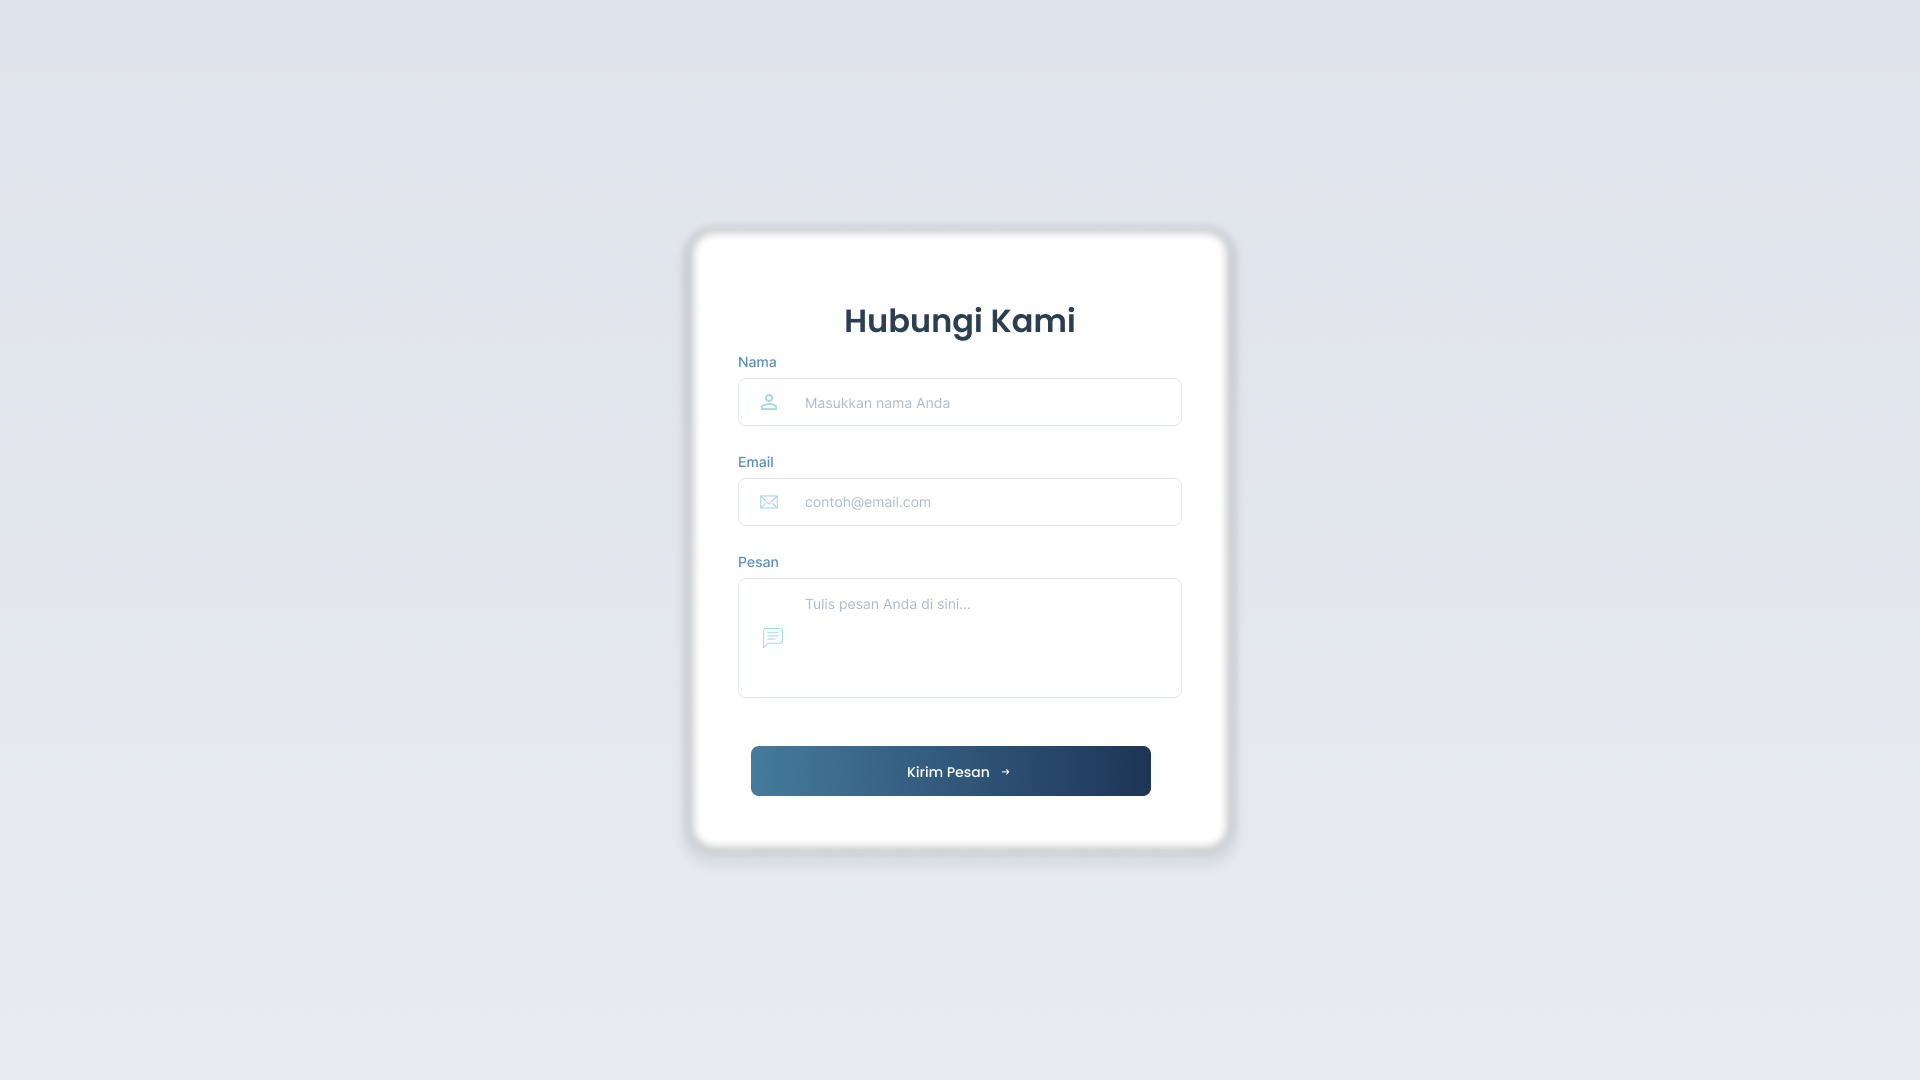 Hubungi Kami
Nama
Masukkan nama Anda
Email
contoh@email.com
Pesan
Tulis pesan Anda di sini...
Kirim Pesan →